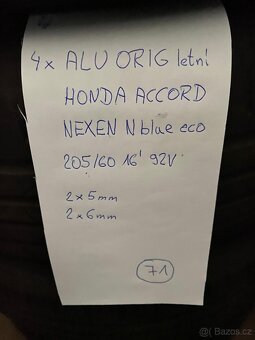 4x ALU ORIG letní
HONDA ACCORD
NEXEN N blue eco
205/60 16' 92V
2x5mm
2x6mm
71
Bazos.cz